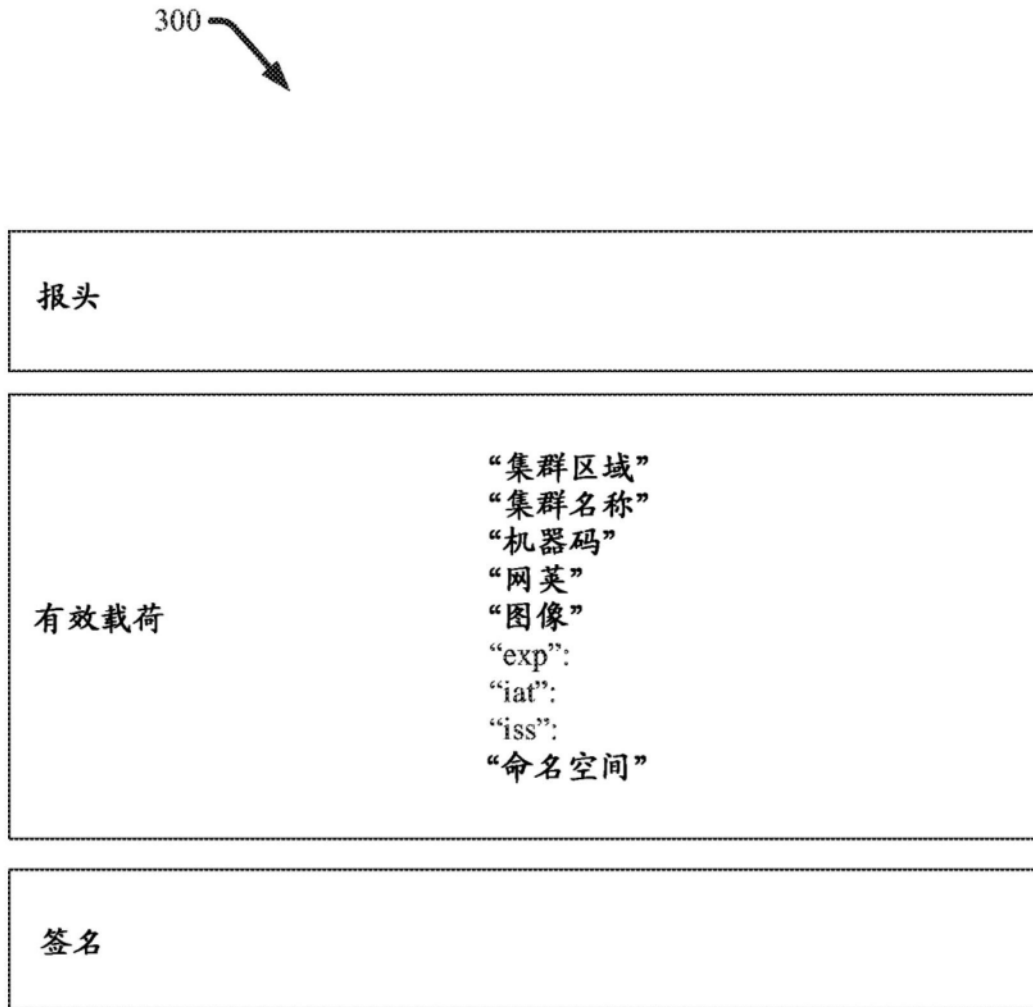 300
报头
“集群区域”
“集群名称”
“机器码”
“网荚”
“图像”
有效载荷
“exp”:
“iat”:
“iss”:
“命名空间”
签名